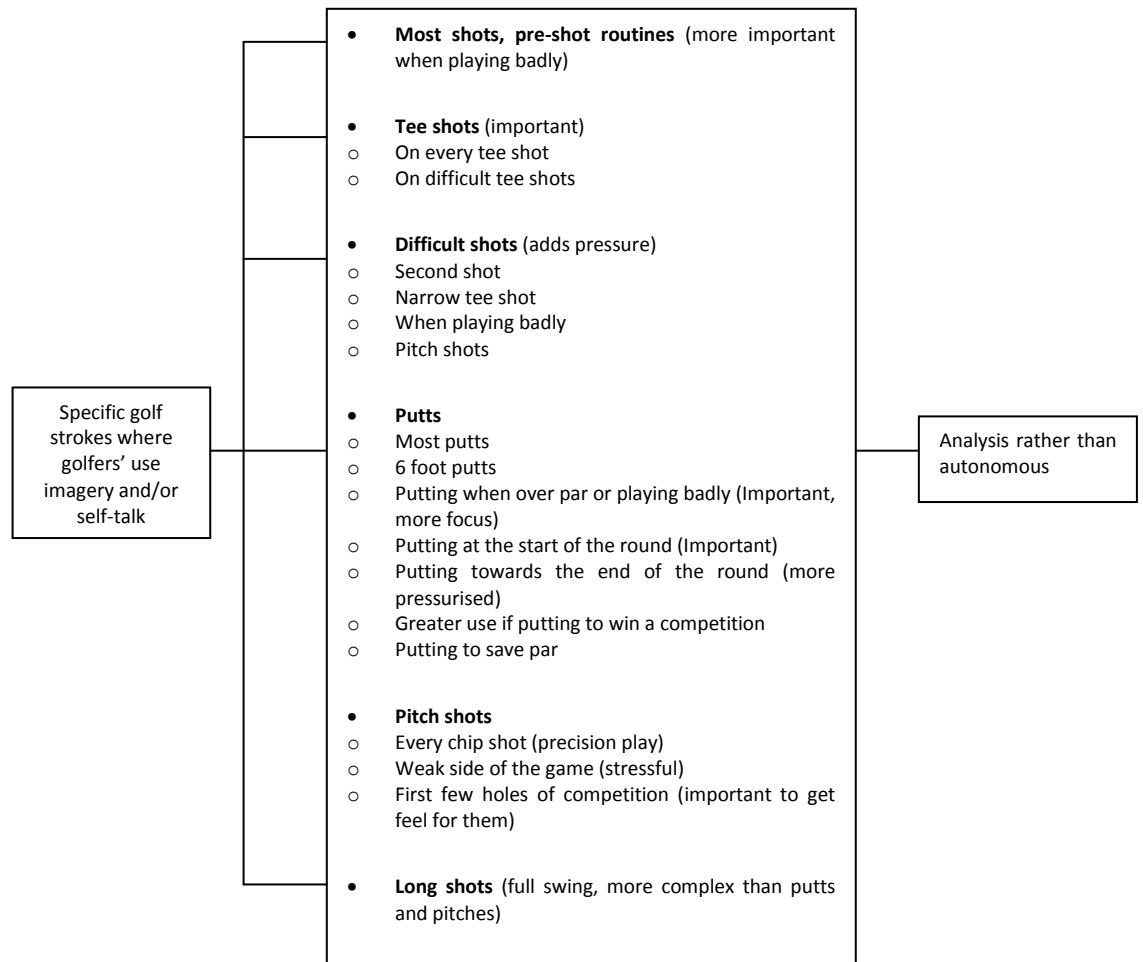 • Most shots, pre-shot routines (more important
when playing badly)
• Tee shots (important)
o On every tee shot
o On difficult tee shots
• Difficult shots (adds pressure)
o Second shot
o Narrow tee shot
o When playing badly
o Pitch shots
Specific golf
strokes where
golfers’ use
imagery and/or
self-talk
• Putts
o Most putts
o 6 foot putts
o Putting when over par or playing badly (Important,
more focus)
o Putting at the start of the round (Important)
o Putting towards the end of the round (more
pressurised)
o Greater use if putting to win a competition
o Putting to save par
• Pitch shots
o Every chip shot (precision play)
o Weak side of the game (stressful)
o First few holes of competition (important to get
feel for them)
• Long shots (full swing, more complex than putts
and pitches)
Analysis rather than
autonomous